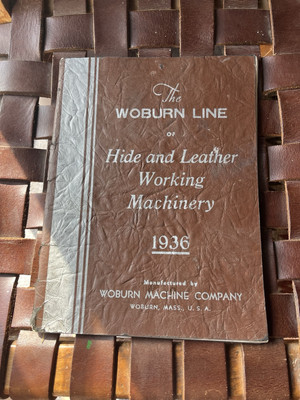 The
WOBURN LINE
OF
Hide and Leather
Working
Machinery
1936
Manufactured by
WOBURN MACHINE COMPANY
WOBURN, MASS., U. S. A.